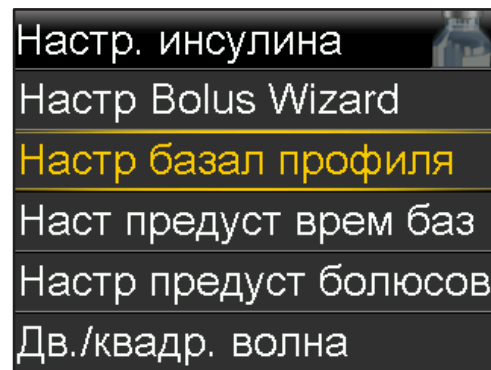 Настр. инсулина
Настр Bolus Wizard
Настр базал профиля
Наст предуст врем баз
Настр предуст болюсов
Дв./квадр. волна